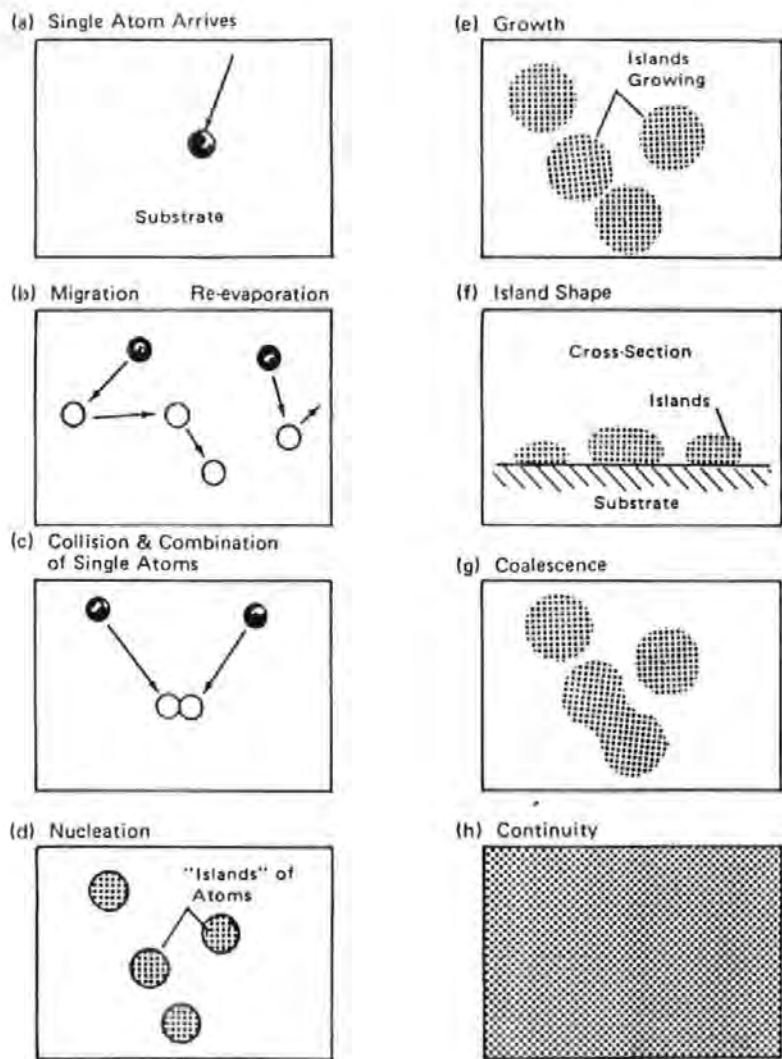 (a) Single Atom Arrives
Substrate
(b) Migration Re-evaporation
(c) Collision & Combination
of Single Atoms
(d) Nucleation
"Islands" of
Atoms
(e) Growth
Islands
Growing
(f) Island Shape
Cross-Section
Islands
Substrate
(g) Coalescence
(h) Continuity